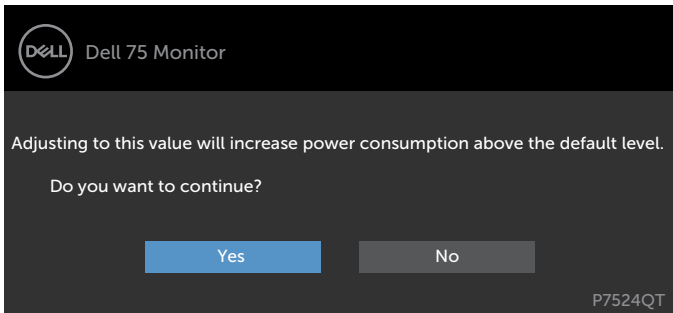 DELL
Dell 75 Monitor
Adjusting to this value will increase power consumption above the default level.
Do you want to continue?
Yes
No
P7524QT